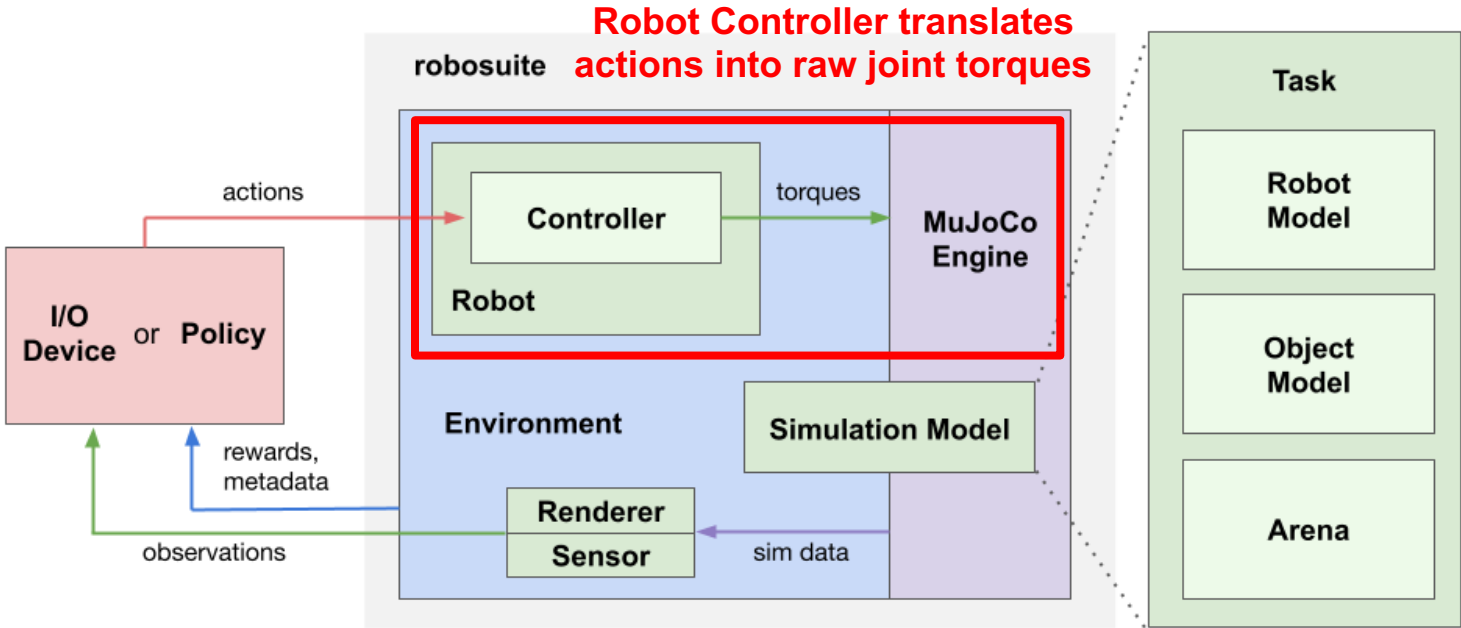 Robot Controller translates
actions into raw joint torques
robosuite
Task
Robot
Model
Object
Model
Arena
actions
Controller
torques
MuJoCo
Engine
Robot
I/O
Device
or
Policy
Environment
Simulation Model
rewards,
metadata
Renderer
Sensor
observations
sim data